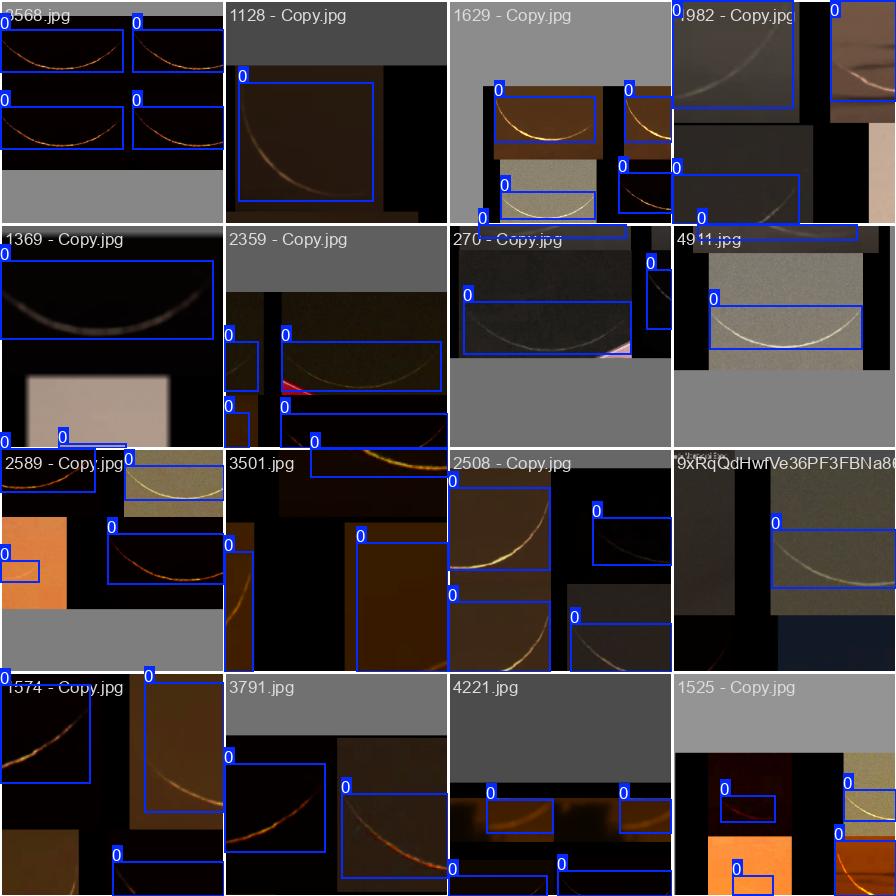 3568.jpg
1128 - Copy.jpg
1629 - Copy.jpg
4982 - Copy.jpg
0 0 0 0
0
0 0 0 0 0
0 0 0
1369 - Copy.jpg
2359 - Copy.jpg
270 - Copy.jpg
4911.jpg
0 0 0
0 0 0 0 0
0 0
0
2589 - Copy.jpg
3501.jpg
2508 - Copy.jpg
9xRqQdHwfVe36PF3FBNa86
0 0 0 0
0 0 0
0 0 0 0
0
1574 - Copy.jpg
3791.jpg
4221.jpg
1525 - Copy.jpg
0 0 0
0 0
0 0 0 0
0 0 0 0